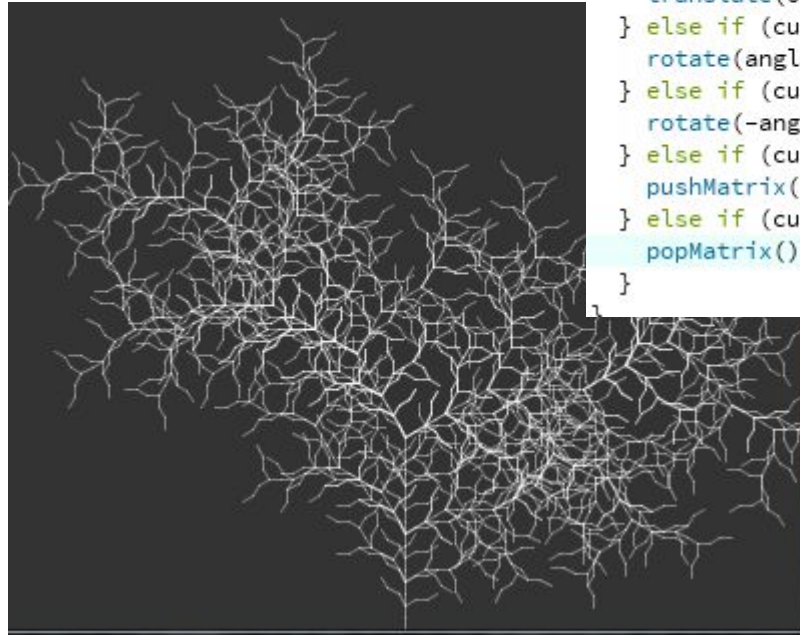 } else if (cu
rotate(angl
} else if (cu
rotate(-ang
} else if (cu
pushMatrix(
} else if (cu
popMatrix()
}
}